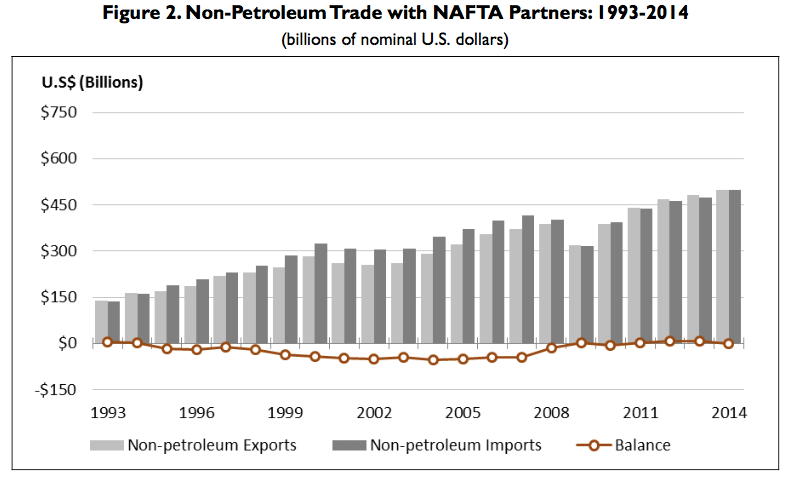 Figure 2. Non-Petroleum Trade with NAFTA Partners: 1993-2014
(billions of nominal U.S. dollars)
U.S$ (Billions)
$750
$600
$450
$300
$150
$0
-$150
1993 1996 1999 2002 2005 2008 2011 2014
Non-petroleum Exports Non-petroleum Imports Balance